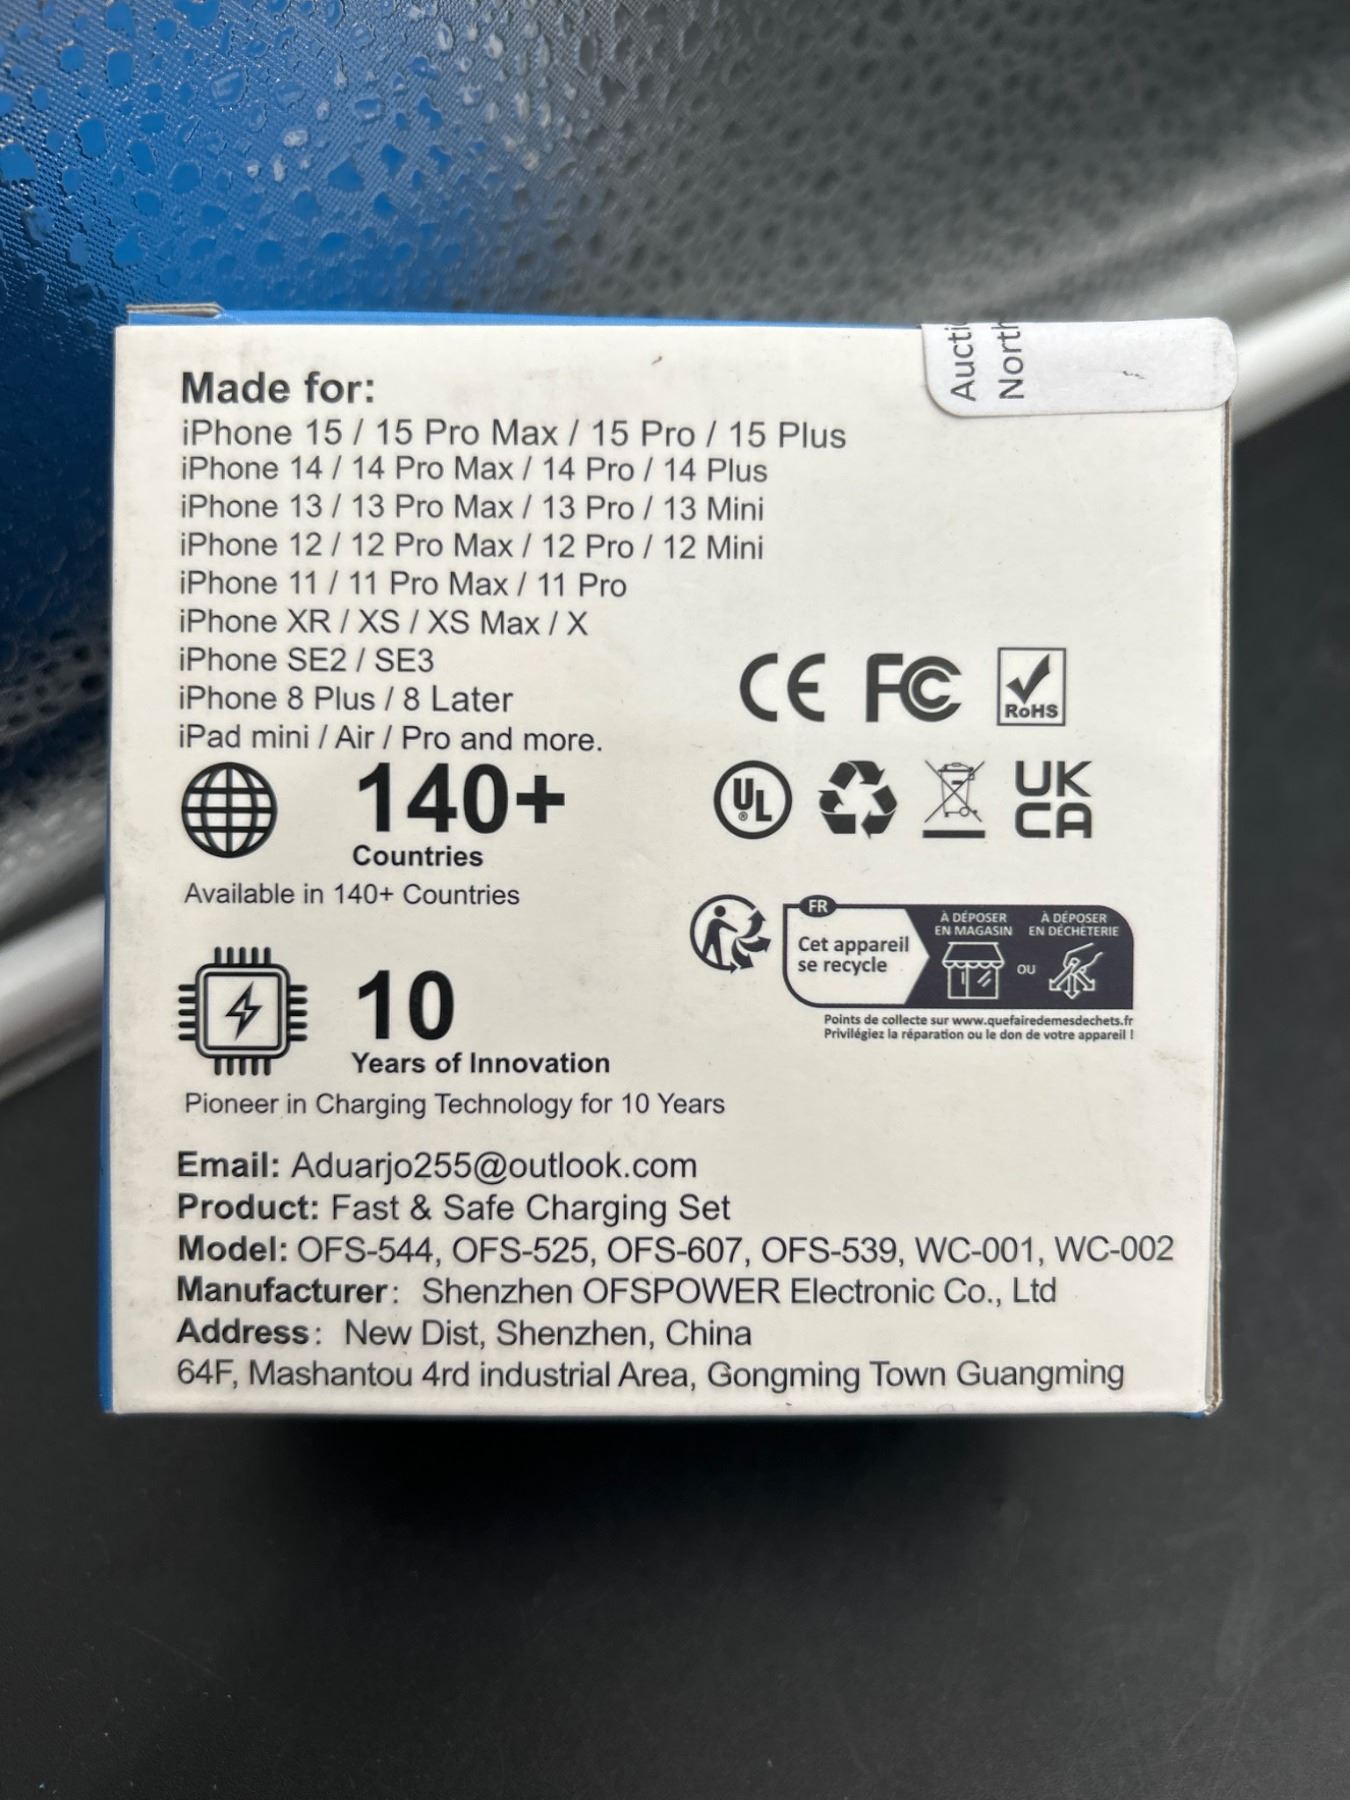 Auctio
North
Made for:
iPhone 15 / 15 Pro Max / 15 Pro / 15 Plus
iPhone 14 / 14 Pro Max / 14 Pro / 14 Plus
iPhone 13 / 13 Pro Max / 13 Pro / 13 Mini
iPhone 12 / 12 Pro Max / 12 Pro / 12 Mini
iPhone 11 / 11 Pro Max / 11 Pro
iPhone XR / XS / XS Max / X
iPhone SE2 / SE3
iPhone 8 Plus / 8 Later
iPad mini / Air / Pro and more.
CE FC RoHS
UL UK CA
140+
Countries
Available in 140+ Countries
FR
Cet appareil
se recycle
À DÉPOSER
EN MAGASIN
OU
À DÉPOSER
EN DÉCHÈTERIE
Points de collecte sur www.quefairedemesdechets.fr
Privilégiez la réparation ou le don de votre appareil !
10
Years of Innovation
Pioneer in Charging Technology for 10 Years
Email: Aduarjo255@outlook.com
Product: Fast & Safe Charging Set
Model: OFS-544, OFS-525, OFS-607, OFS-539, WC-001, WC-002
Manufacturer: Shenzhen OFSPOWER Electronic Co., Ltd
Address: New Dist, Shenzhen, China
64F, Mashantou 4rd industrial Area, Gongming Town Guangming